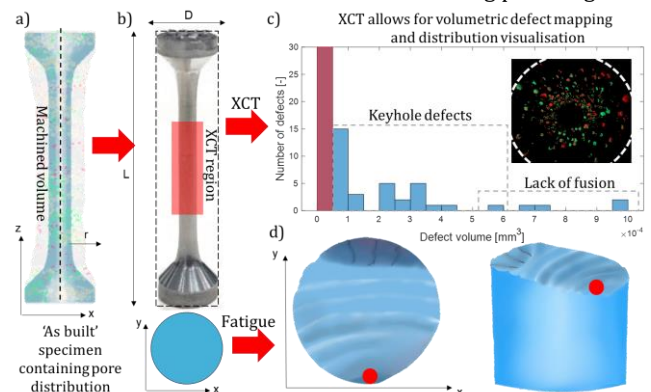 a)
Machined volume
z
r
x
'As built'
specimen
containing pore
distribution
b)
D
L
XCT region
XCT
y
x
Fatigue
c)
XCT allows for volumetric defect mapping
and distribution visualisation
Number of defects [-]
30
25
20
15
10
5
0
Keyhole defects
Lack of fusion
0 1 2 3 4 5 6 7 8 9 10
Defect volume [mm³]
×10⁻⁴
d)
y
x